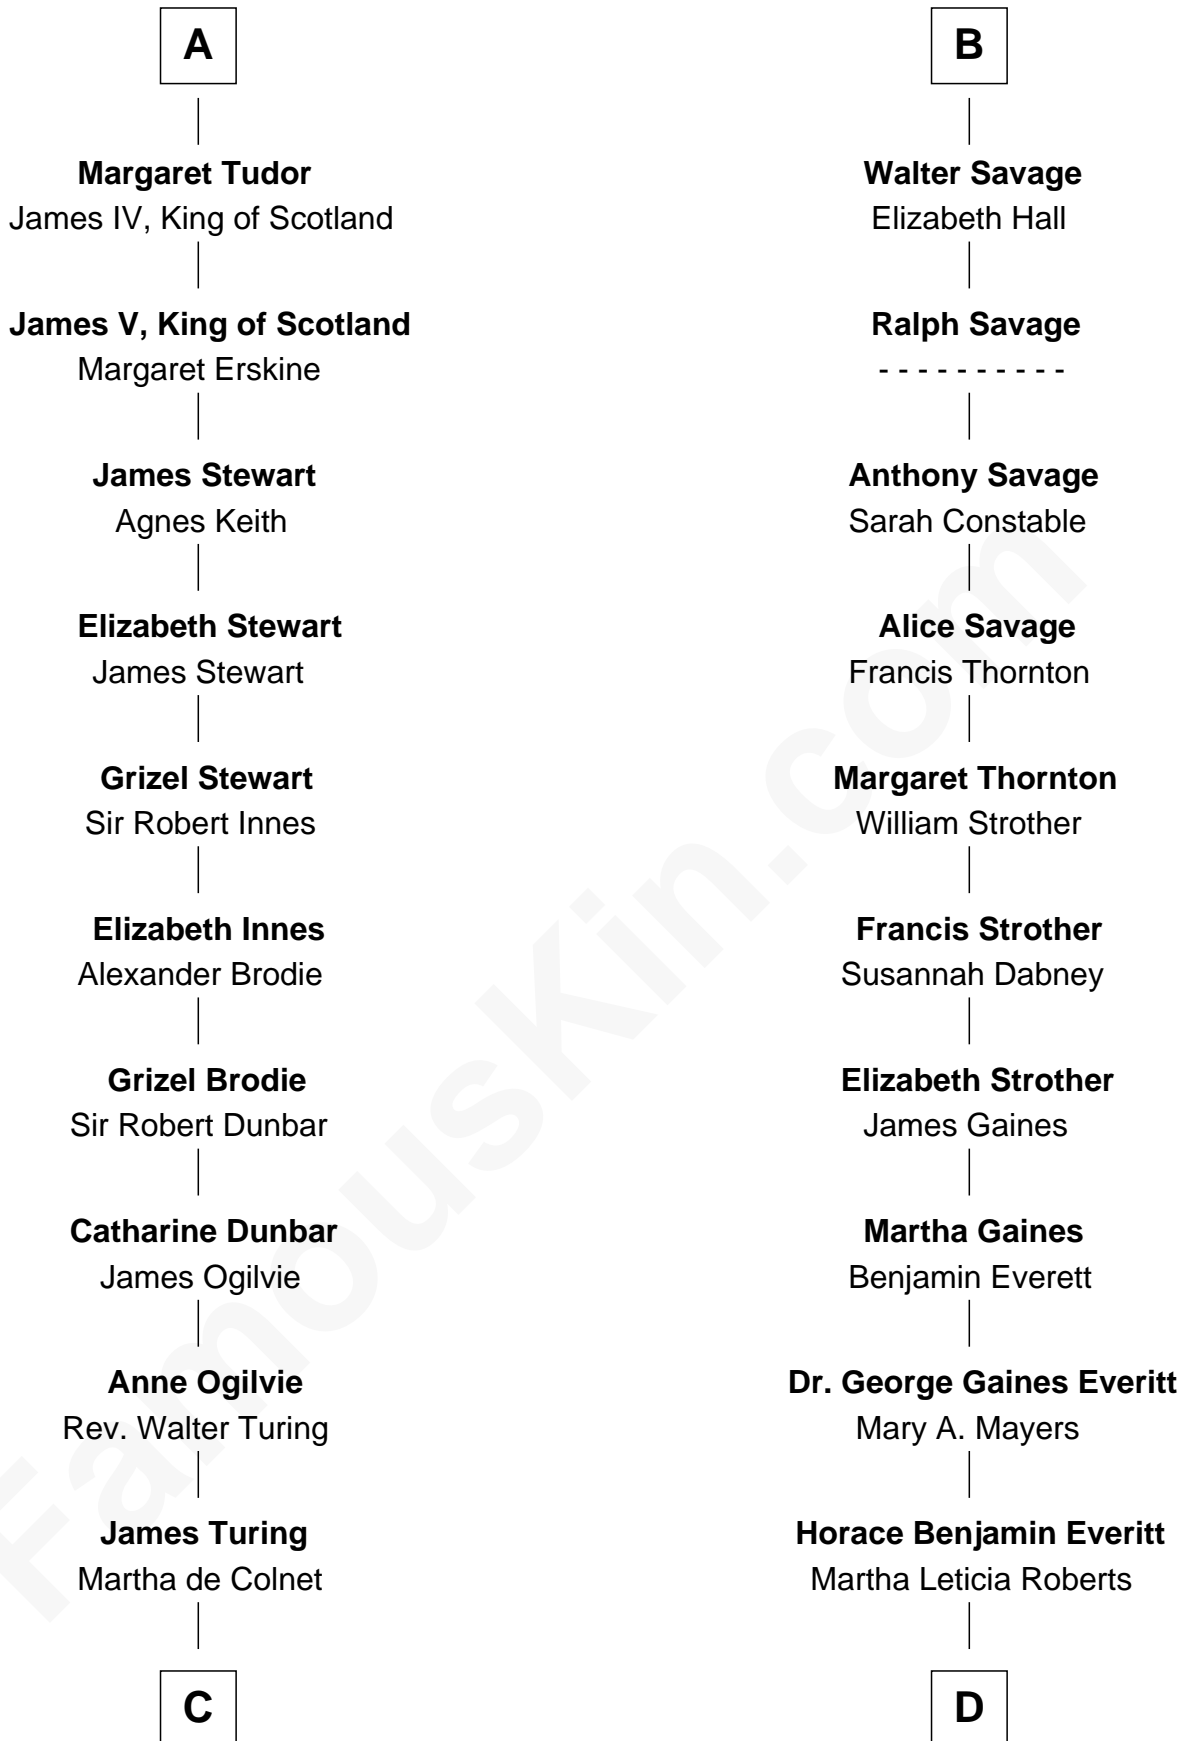 A
Margaret Tudor
James IV, King of Scotland
James V, King of Scotland
Margaret Erskine
James Stewart
Agnes Keith
Elizabeth Stewart
James Stewart
Grizel Stewart
Sir Robert Innes
Elizabeth Innes
Alexander Brodie
Grizel Brodie
Sir Robert Dunbar
Catharine Dunbar
James Ogilvie
Anne Ogilvie
Rev. Walter Turing
James Turing
Martha de Colnet
C
B
Walter Savage
Elizabeth Hall
Ralph Savage
- - - - - - - - - -
Anthony Savage
Sarah Constable
Alice Savage
Francis Thornton
Margaret Thornton
William Strother
Francis Strother
Susannah Dabney
Elizabeth Strother
James Gaines
Martha Gaines
Benjamin Everett
Dr. George Gaines Everitt
Mary A. Mayers
Horace Benjamin Everitt
Martha Leticia Roberts
D
FamousKin.com